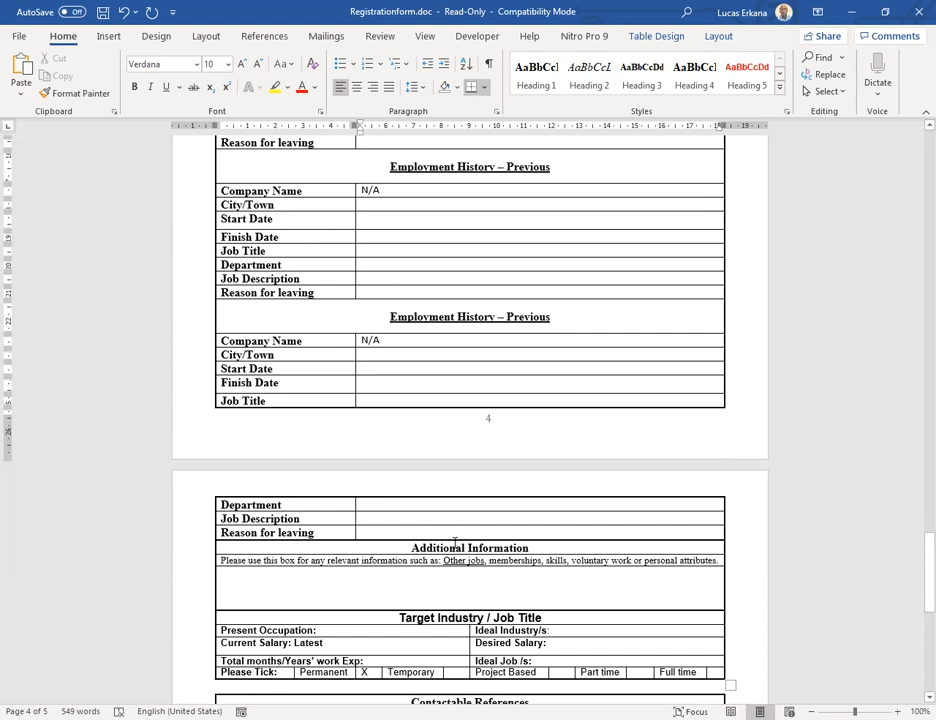 AutoSave Off Registrationform.doc - Read-Only - Compatibility Mode Lucas Erkana
File Home Insert Design Layout References Mailings Review View Developer Help Nitro Pro 9 Table Design Layout Share Comments
Paste Cut Copy Format Painter
Verdana 10
AaBbCcI Heading 1 AaBbCcL Heading 2 AaBbCcDd Heading 3 AaBbCcI Heading 4 AaBbCcDd Heading 5
Find Replace Select Dictate
Clipboard Font Paragraph Styles Editing Voice
Reason for leaving
Employment History – Previous
Company Name N/A
City/Town
Start Date
Finish Date
Job Title
Department
Job Description
Reason for leaving
Employment History – Previous
Company Name N/A
City/Town
Start Date
Finish Date
Job Title
4
Department
Job Description
Reason for leaving
Additional Information
Please use this box for any relevant information such as: Other jobs, memberships, skills, voluntary work or personal attributes.
Target Industry / Job Title
Present Occupation: Ideal Industry/s:
Current Salary: Latest Desired Salary:
Total months/Years' work Exp: Ideal Job /s:
Please Tick: Permanent X Temporary Project Based Part time Full time
Contactable References
Page 4 of 5 549 words English (United States) Focus 100%